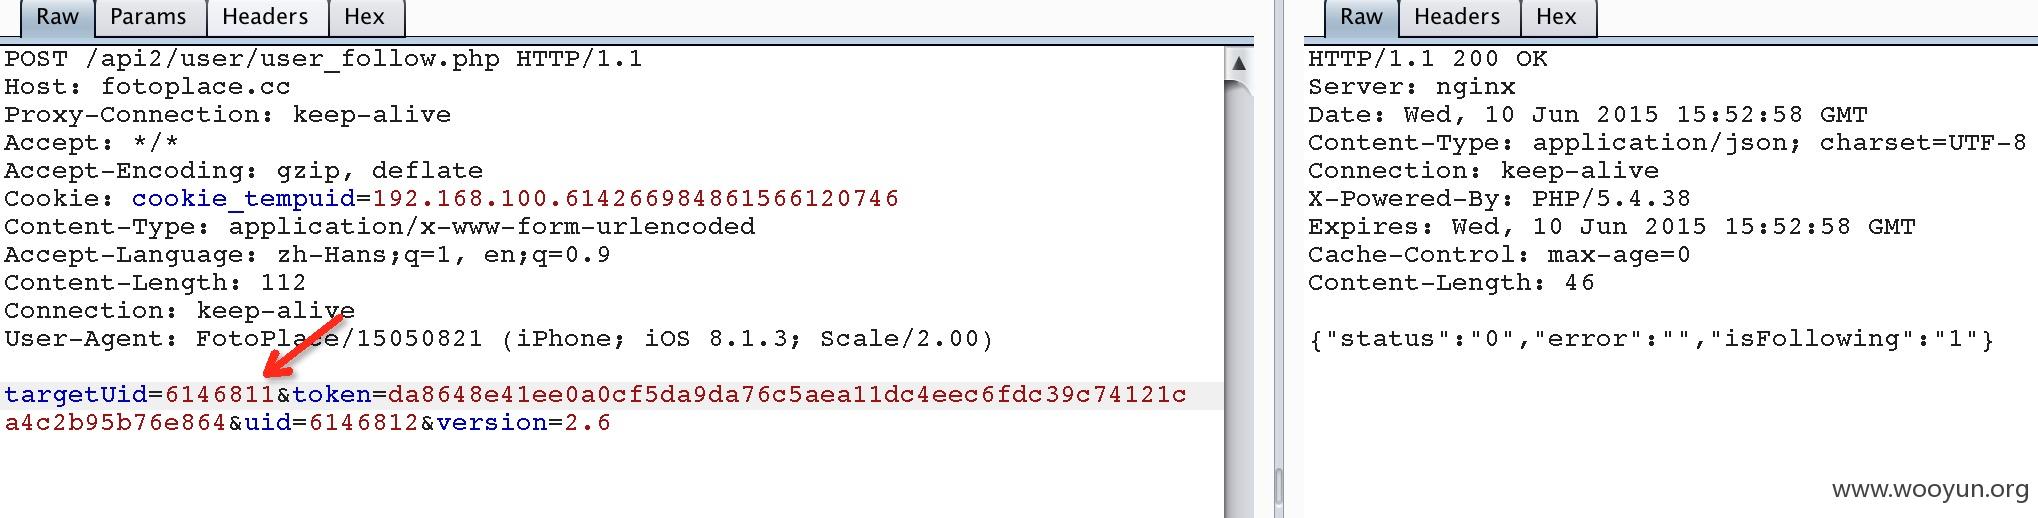 Raw Params Headers Hex
POST /api2/user/user_follow.php HTTP/1.1
Host: fotoplace.cc
Proxy-Connection: keep-alive
Accept: */*
Accept-Encoding: gzip, deflate
Cookie: cookie_tempuid=192.168.100.614266984861566120746
Content-Type: application/x-www-form-urlencoded
Accept-Language: zh-Hans;q=1, en;q=0.9
Content-Length: 112
Connection: keep-alive
User-Agent: FotoPlace/15050821 (iPhone; iOS 8.1.3; Scale/2.00)
targetUid=6146811&token=da8648e41ee0a0cf5da9da76c5aea11dc4eec6fdc39c74121c
a4c2b95b76e864&uid=6146812&version=2.6
Raw Headers Hex
HTTP/1.1 200 OK
Server: nginx
Date: Wed, 10 Jun 2015 15:52:58 GMT
Content-Type: application/json; charset=UTF-8
Connection: keep-alive
X-Powered-By: PHP/5.4.38
Expires: Wed, 10 Jun 2015 15:52:58 GMT
Cache-Control: max-age=0
Content-Length: 46
{"status":"0","error":"","isFollowing":"1"}
www.wooyun.org